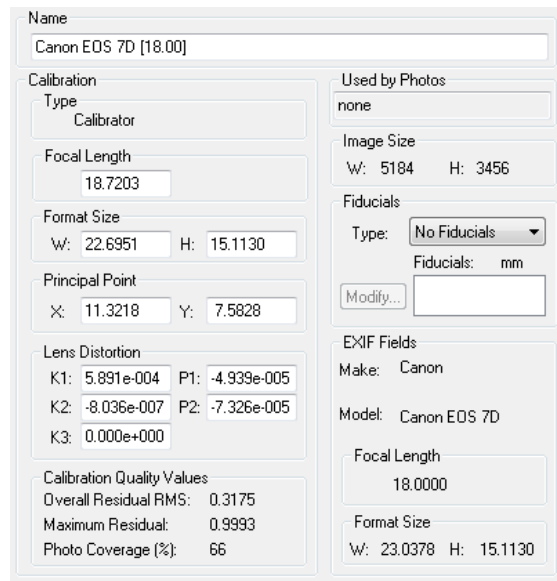 Name
Canon EOS 7D [18.00]
Calibration
Type
Calibrator
Focal Length
18.7203
Format Size
W: 22.6951 H: 15.1130
Principal Point
X: 11.3218 Y: 7.5828
Lens Distortion
K1: 5.891e-004 P1: -4.939e-005
K2: -8.036e-007 P2: -7.326e-005
K3: 0.000e+000
Calibration Quality Values
Overall Residual RMS: 0.3175
Maximum Residual: 0.9993
Photo Coverage (%): 66
Used by Photos
none
Image Size
W: 5184 H: 3456
Fiducials
Type: No Fiducials
Fiducials: mm
Modify...
EXIF Fields
Make: Canon
Model: Canon EOS 7D
Focal Length
18.0000
Format Size
W: 23.0378 H: 15.1130